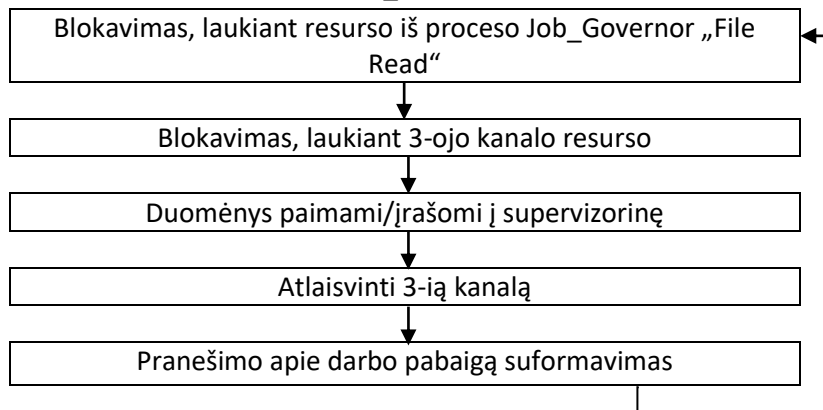 Blokavimas, laukiant resurso iš proceso Job_Governor „File
Read“
Blokavimas, laukiant 3-ojo kanalo resurso
Duomėnys paimami/įrašomi į supervizorinę
Atlaisvinti 3-ią kanalą
Pranešimo apie darbo pabaigą suformavimas